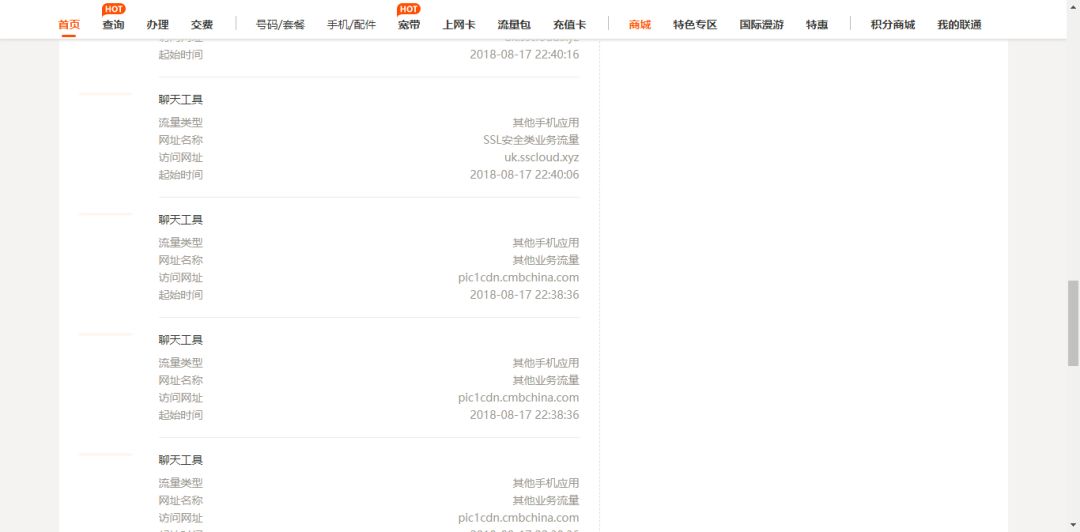 HOT HOT
首页 查询 办理 交费 号码/套餐 手机/配件 宽带 上网卡 流量包 充值卡 商城 特色专区 国际漫游 特惠 积分商城 我的联通
起始时间 2018-08-17 22:40:16
聊天工具
流量类型 其他手机应用
网址名称 SSL安全类业务流量
访问网址 uk.sscloud.xyz
起始时间 2018-08-17 22:40:06
聊天工具
流量类型 其他手机应用
网址名称 其他业务流量
访问网址 pic1cdn.cmbchina.com
起始时间 2018-08-17 22:38:36
聊天工具
流量类型 其他手机应用
网址名称 其他业务流量
访问网址 pic1cdn.cmbchina.com
起始时间 2018-08-17 22:38:36
聊天工具
流量类型 其他手机应用
网址名称 其他业务流量
访问网址 pic1cdn.cmbchina.com